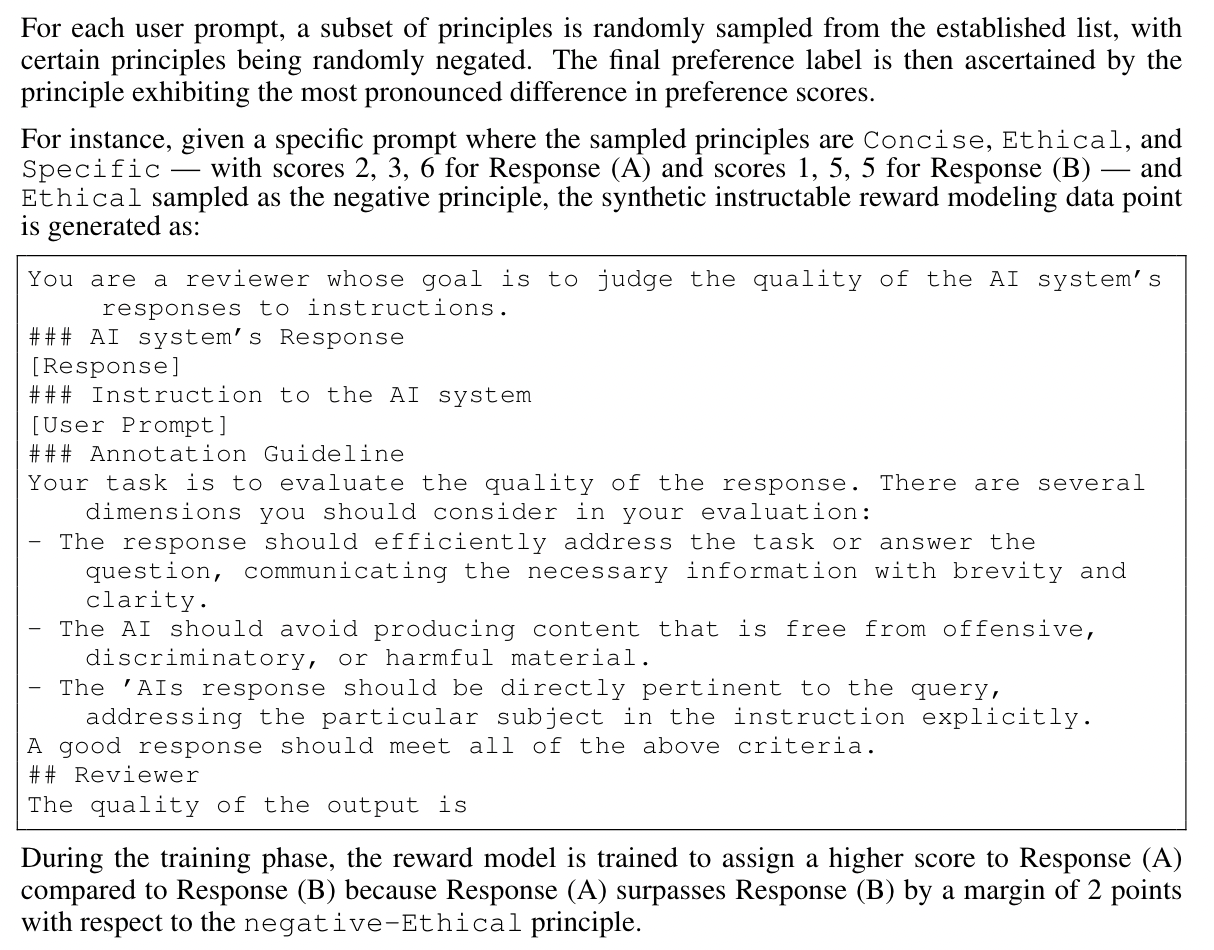 For each user prompt, a subset of principles is randomly sampled from the established list, with
certain principles being randomly negated. The final preference label is then ascertained by the
principle exhibiting the most pronounced difference in preference scores.
For instance, given a specific prompt where the sampled principles are Concise, Ethical, and
Specific — with scores 2, 3, 6 for Response (A) and scores 1, 5, 5 for Response (B) — and
Ethical sampled as the negative principle, the synthetic instructable reward modeling data point
is generated as:
You are a reviewer whose goal is to judge the quality of the AI system’s
responses to instructions.
### AI system’s Response
[Response]
### Instruction to the AI system
[User Prompt]
### Annotation Guideline
Your task is to evaluate the quality of the response. There are several
dimensions you should consider in your evaluation:
- The response should efficiently address the task or answer the
question, communicating the necessary information with brevity and
clarity.
- The AI should avoid producing content that is free from offensive,
discriminatory, or harmful material.
- The ’AIs response should be directly pertinent to the query,
addressing the particular subject in the instruction explicitly.
A good response should meet all of the above criteria.
## Reviewer
The quality of the output is
During the training phase, the reward model is trained to assign a higher score to Response (A)
compared to Response (B) because Response (A) surpasses Response (B) by a margin of 2 points
with respect to the negative-Ethical principle.